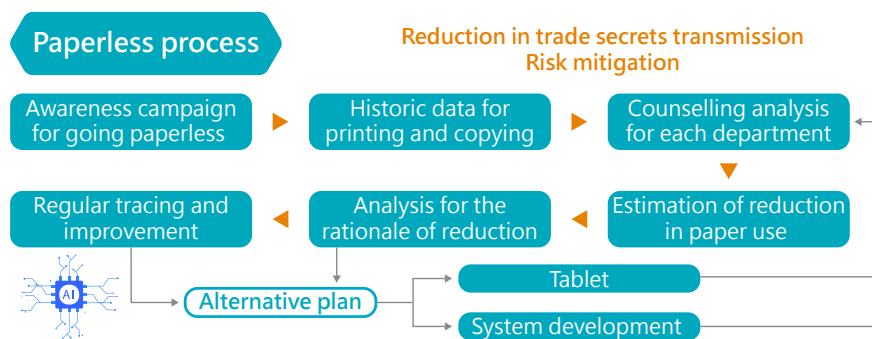 Paperless process
Reduction in trade secrets transmission
Risk mitigation
Awareness campaign
for going paperless
Historic data for
printing and copying
Counselling analysis
for each department
Regular tracing and
improvement
Analysis for the
rationale of reduction
Estimation of reduction
in paper use
AI
Alternative plan
Tablet
System development